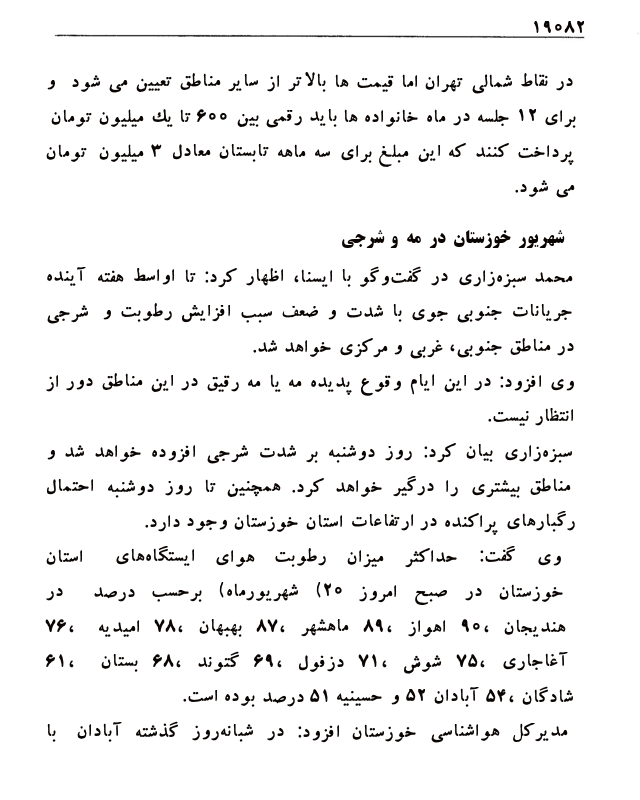 ۱۹۰۸۲
در نقاط شمالی تهران اما قیمت ها بالاتر از سایر مناطق تعیین می شود و
برای ۱۲ جلسه در ماه خانواده ها باید رقمی بین ۶۰۰ تا یك میلیون تومان
پرداخت کنند که این مبلغ برای سه ماهه تابستان معادل ۳ میلیون تومان
می شود.
شهریور خوزستان در مه و شرجی
محمد سبزه‌زاری در گفت‌وگو با ایسنا، اظهار کرد: تا اواسط هفته آینده
جریانات جنوبی جوی با شدت و ضعف سبب افزایش رطوبت و شرجی
در مناطق جنوبی، غربی و مرکزی خواهد شد.
وی افزود: در این ایام وقوع پدیده مه یا مه رقیق در این مناطق دور از
انتظار نیست.
سبزه‌زاری بیان کرد: روز دوشنبه بر شدت شرجی افزوده خواهد شد و
مناطق بیشتری را درگیر خواهد کرد. همچنین تا روز دوشنبه احتمال
رگبارهای پراکنده در ارتفاعات استان خوزستان وجود دارد.
وی گفت: حداکثر میزان رطوبت هوای ایستگاه‌های استان
خوزستان در صبح امروز ۲۰) شهریورماه) برحسب درصد در
هندیجان ،۹۰ اهواز ،۸۹ ماهشهر ،۸۷ بهبهان ،۷۸ امیدیه ،۷۶
آغاجاری ،۷۵ شوش ،۷۱ دزفول ،۶۹ گتوند ،۶۸ بستان ،۶۱
شادگان ،۵۴ آبادان ۵۲ و حسینیه ۵۱ درصد بوده است.
مدیرکل هواشناسی خوزستان افزود: در شبانه‌روز گذشته آبادان با